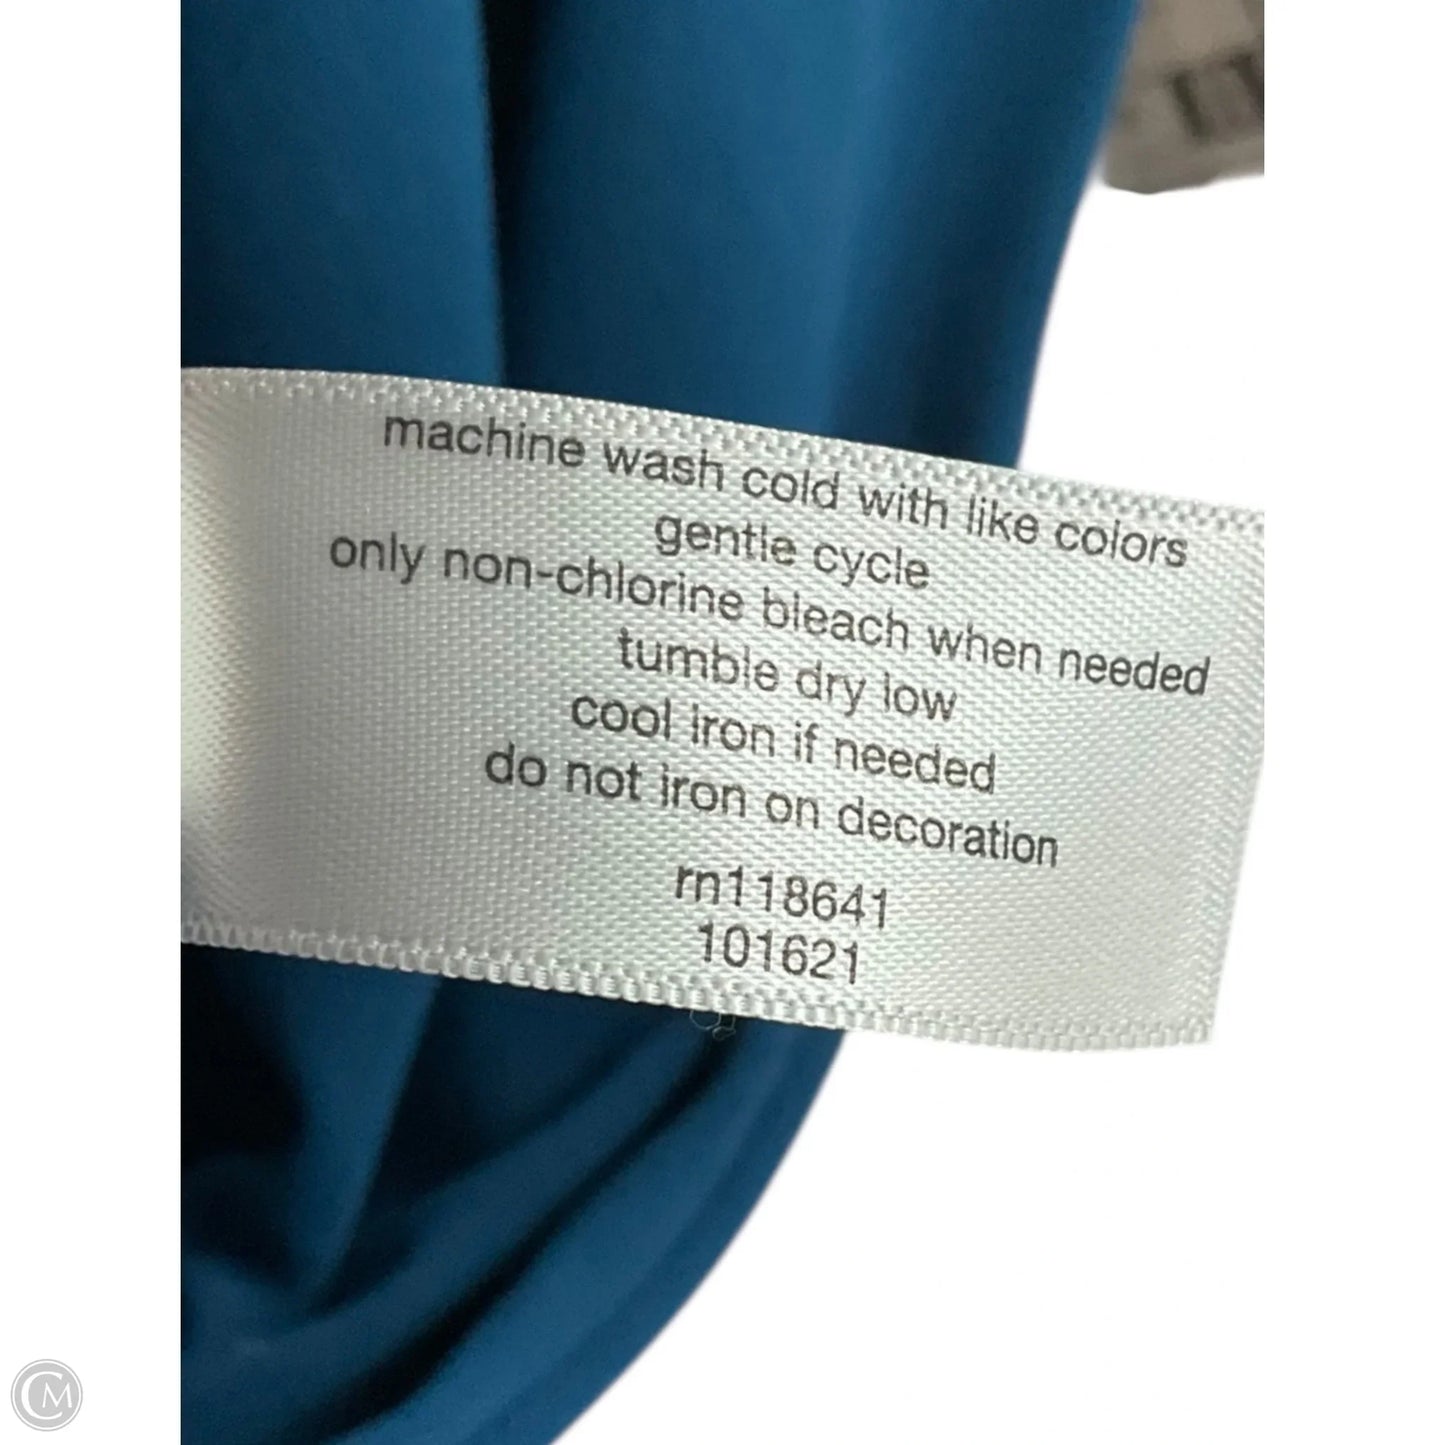 machine wash cold with like colors
gentle cycle
only non-chlorine bleach when needed
tumble dry low
cool iron if needed
do not iron on decoration
rn118641
101621
CM